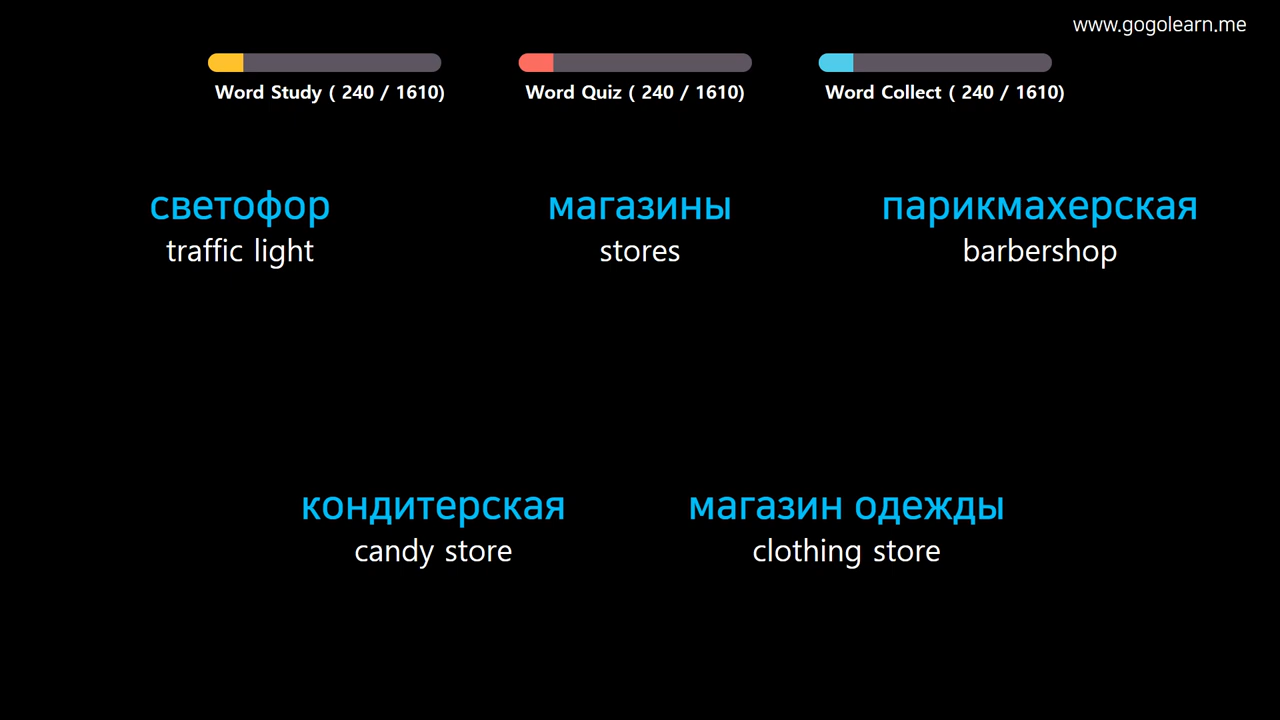 www.gogolearn.me
Word Study ( 240 / 1610)
Word Quiz ( 240 / 1610)
Word Collect ( 240 / 1610)
светофор
traffic light
магазины
stores
парикмахерская
barbershop
кондитерская
candy store
магазин одежды
clothing store